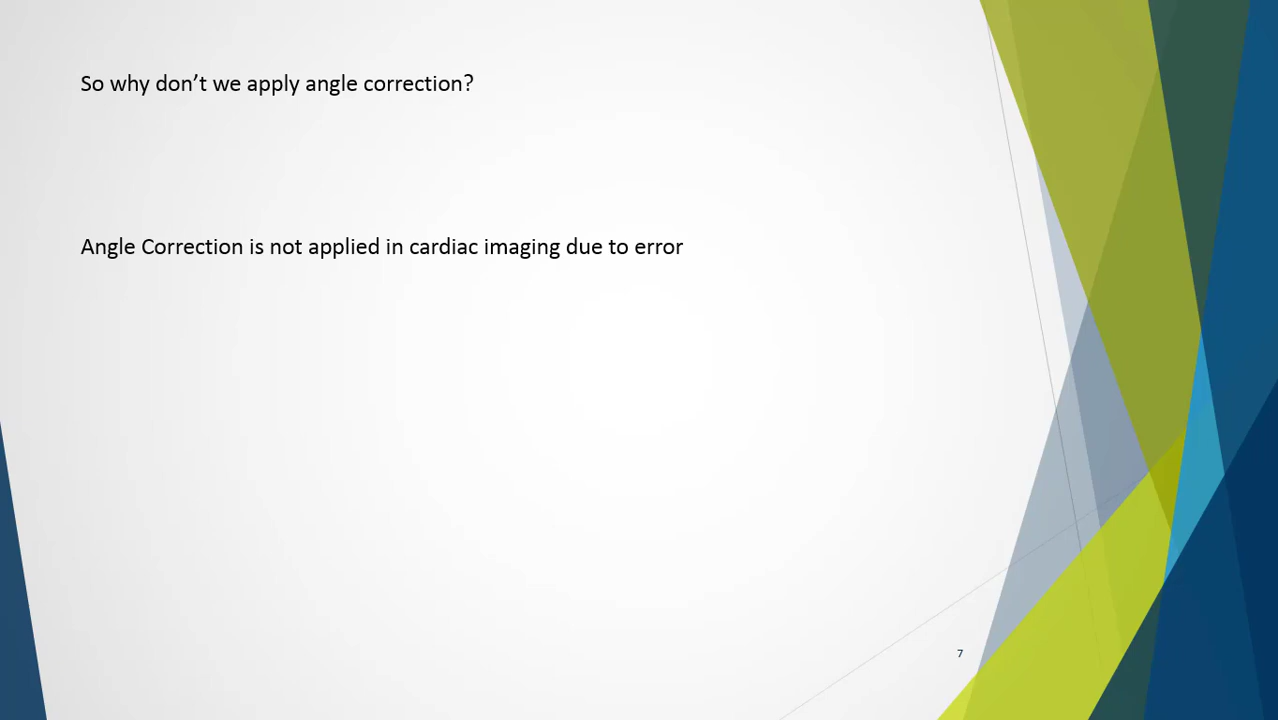 So why don’t we apply angle correction?
Angle Correction is not applied in cardiac imaging due to error
7